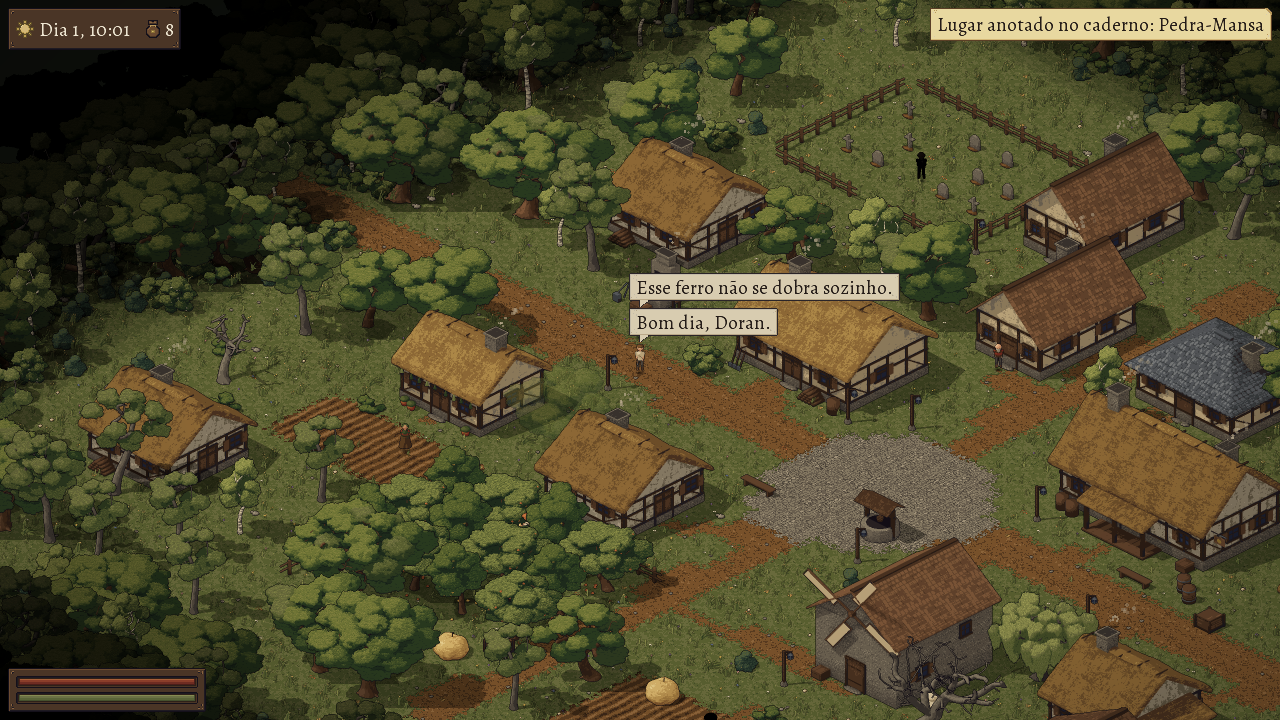 Dia 1, 10:01 8
Lugar anotado no caderno: Pedra-Mansa
Esse ferro não se dobra sozinho.
Bom dia, Doran.